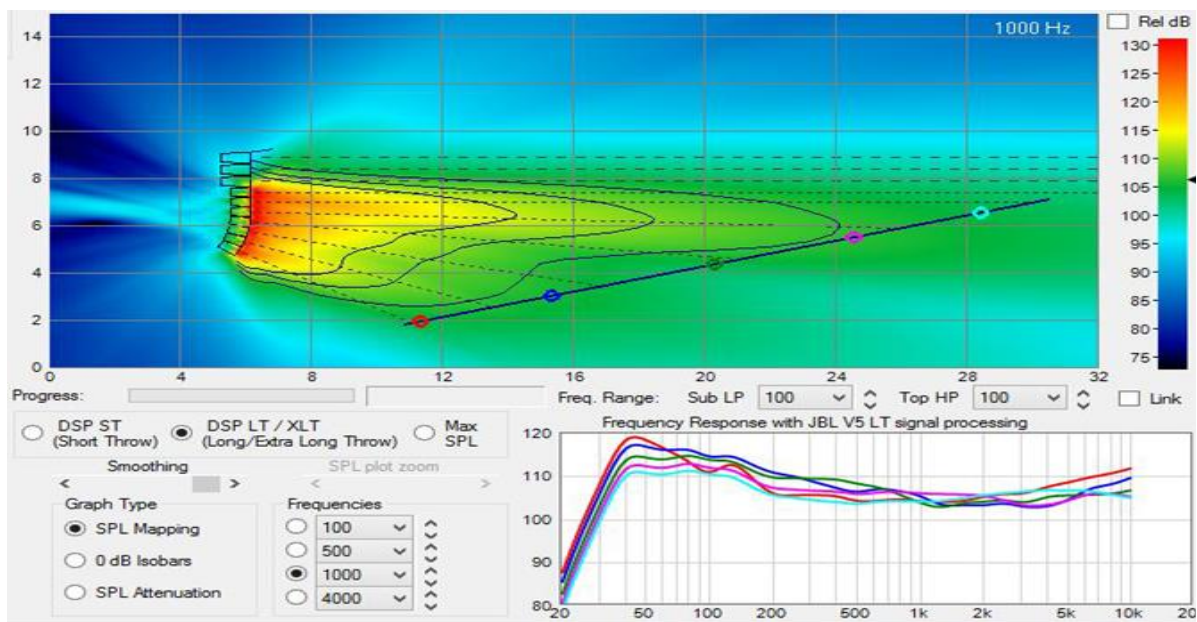 1000 Hz
Rel dB
14
12
10
8
6
4
2
0
130
125
120
115
110
105
100
95
90
85
80
75
0 4 8 12 16 20 24 28 32
Progress:
Freq. Range: Sub LP 100 Top HP 100 Link
DSP ST
(Short Throw)
DSP LT / XLT
(Long/Extra Long Throw)
Max
SPL
Smoothing
SPL plot zoom
< >
< >
Graph Type
SPL Mapping
0 dB Isobars
SPL Attenuation
Frequencies
100
500
1000
4000
Frequency Response with JBL V5 LT signal processing
120
110
100
90
80
20 50 100 200 500 1k 2k 5k 10k 20